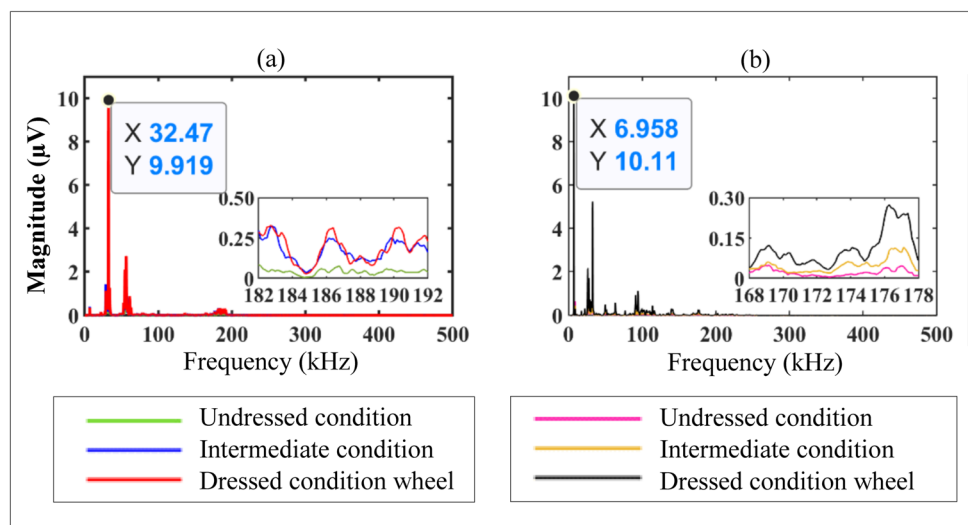 (a)
Magnitude (µV)
10
8
6
4
2
0
X 32.47
Y 9.919
0.50
0.25
0
182 184 186 188 190 192
0 100 200 300 400 500
Frequency (kHz)
Undressed condition
Intermediate condition
Dressed condition wheel
(b)
10
8
6
4
2
0
X 6.958
Y 10.11
0.30
0.15
0
168 170 172 174 176 178
0 100 200 300 400 500
Frequency (kHz)
Undressed condition
Intermediate condition
Dressed condition wheel